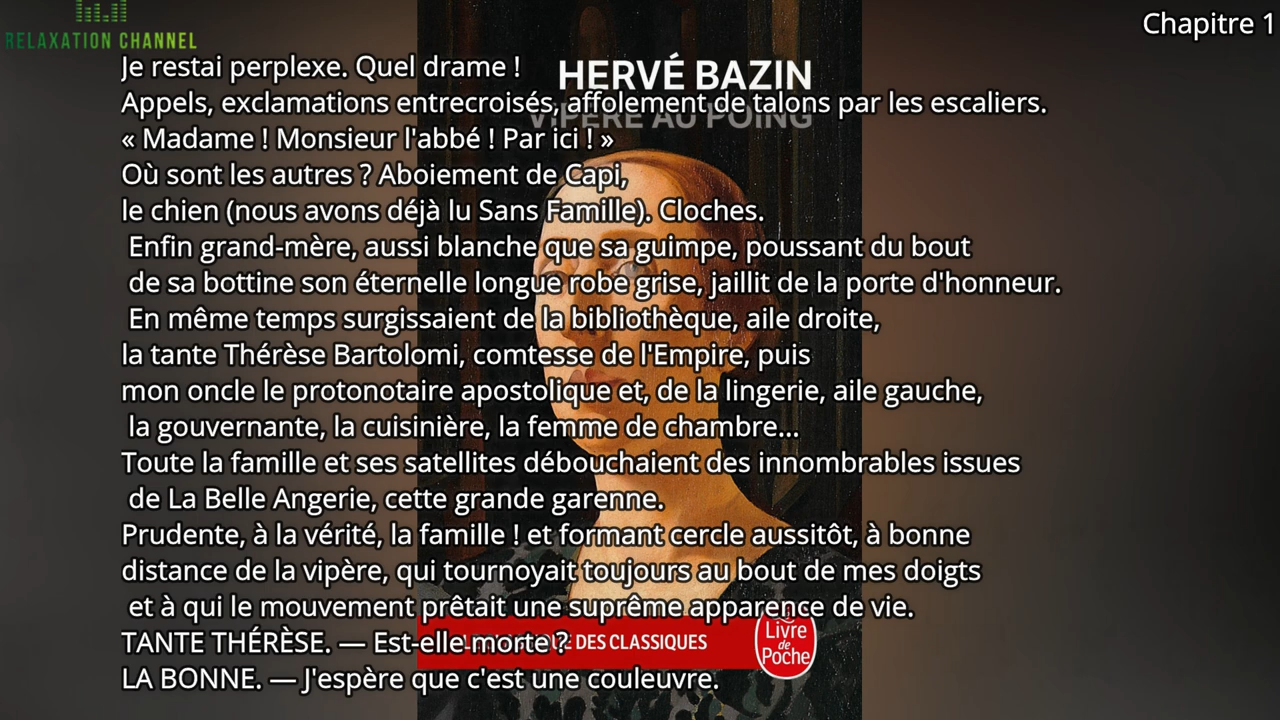 RELAXATION CHANNEL
Chapitre 1
HERVÉ BAZIN
VIPÈRE AU POING
Je restai perplexe. Quel drame !
Appels, exclamations entrecroisés, affolement de talons par les escaliers.
« Madame ! Monsieur l'abbé ! Par ici ! »
Où sont les autres ? Aboiement de Capi,
le chien (nous avons déjà lu Sans Famille). Cloches.
Enfin grand-mère, aussi blanche que sa guimpe, poussant du bout
de sa bottine son éternelle longue robe grise, jaillit de la porte d'honneur.
En même temps surgissaient de la bibliothèque, aile droite,
la tante Thérèse Bartolomi, comtesse de l'Empire, puis
mon oncle le protonotaire apostolique et, de la lingerie, aile gauche,
la gouvernante, la cuisinière, la femme de chambre...
Toute la famille et ses satellites débouchaient des innombrables issues
de La Belle Angerie, cette grande garenne.
Prudente, à la vérité, la famille ! et formant cercle aussitôt, à bonne
distance de la vipère, qui tournoyait toujours au bout de mes doigts
et à qui le mouvement prêtait une suprême apparence de vie.
TANTE THÉRÈSE. — Est-elle morte ?
LA BONNE. — J'espère que c'est une couleuvre.
DES CLASSIQUES
Le
Livre
de
Poche